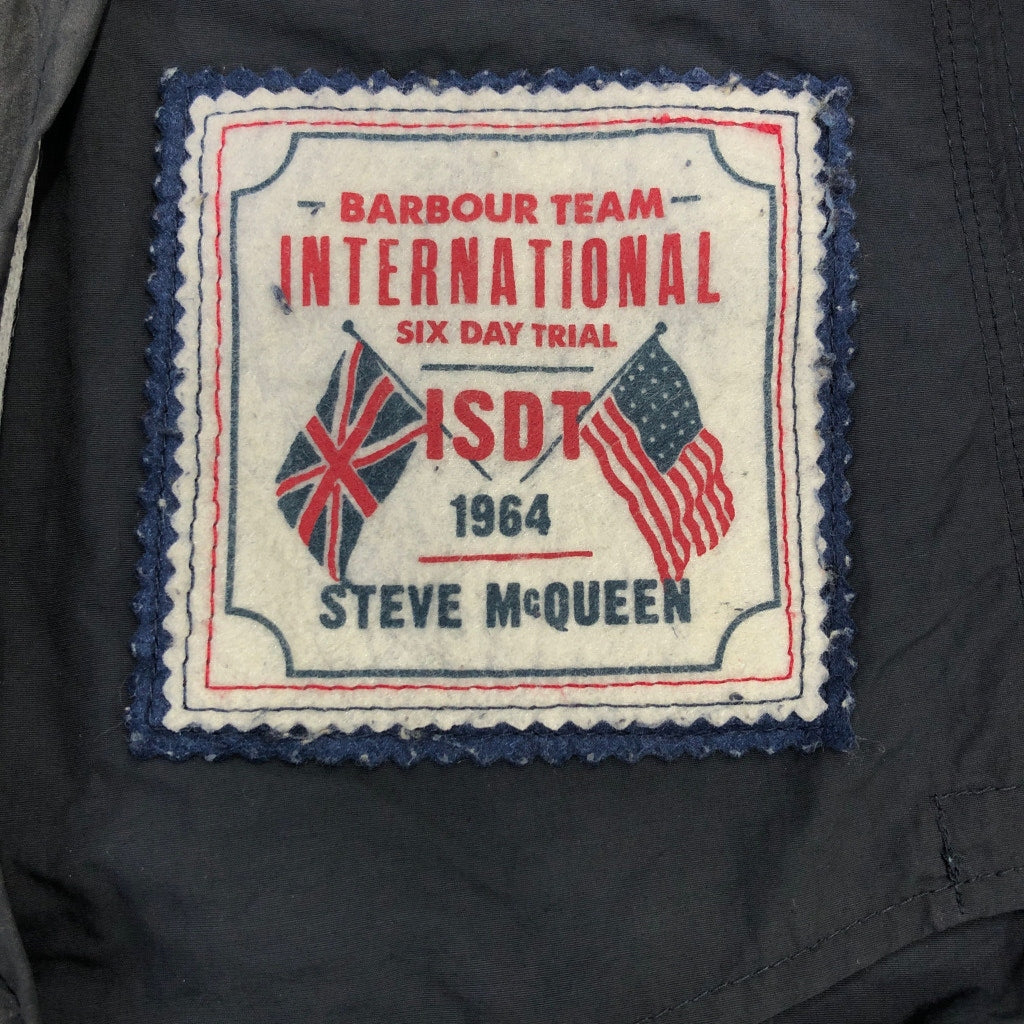 BARBOUR TEAM
INTERNATIONAL
SIX DAY TRIAL
ISDT
1964
STEVE McQUEEN